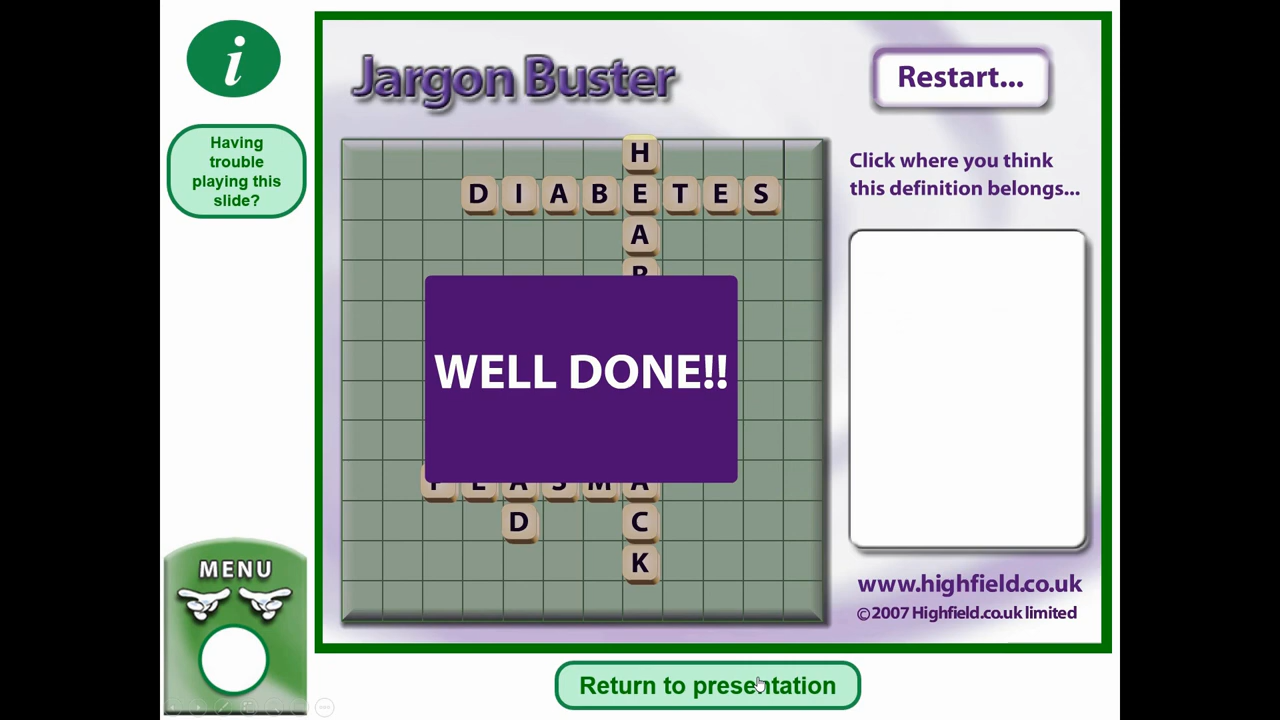 i
Having
trouble
playing this
slide?
MENU
Jargon Buster
Restart...
Click where you think
this definition belongs...
H
DIABETES
A
WELL DONE!!
D
C
K
www.highfield.co.uk
©2007 Highfield.co.uk limited
Return to presentation